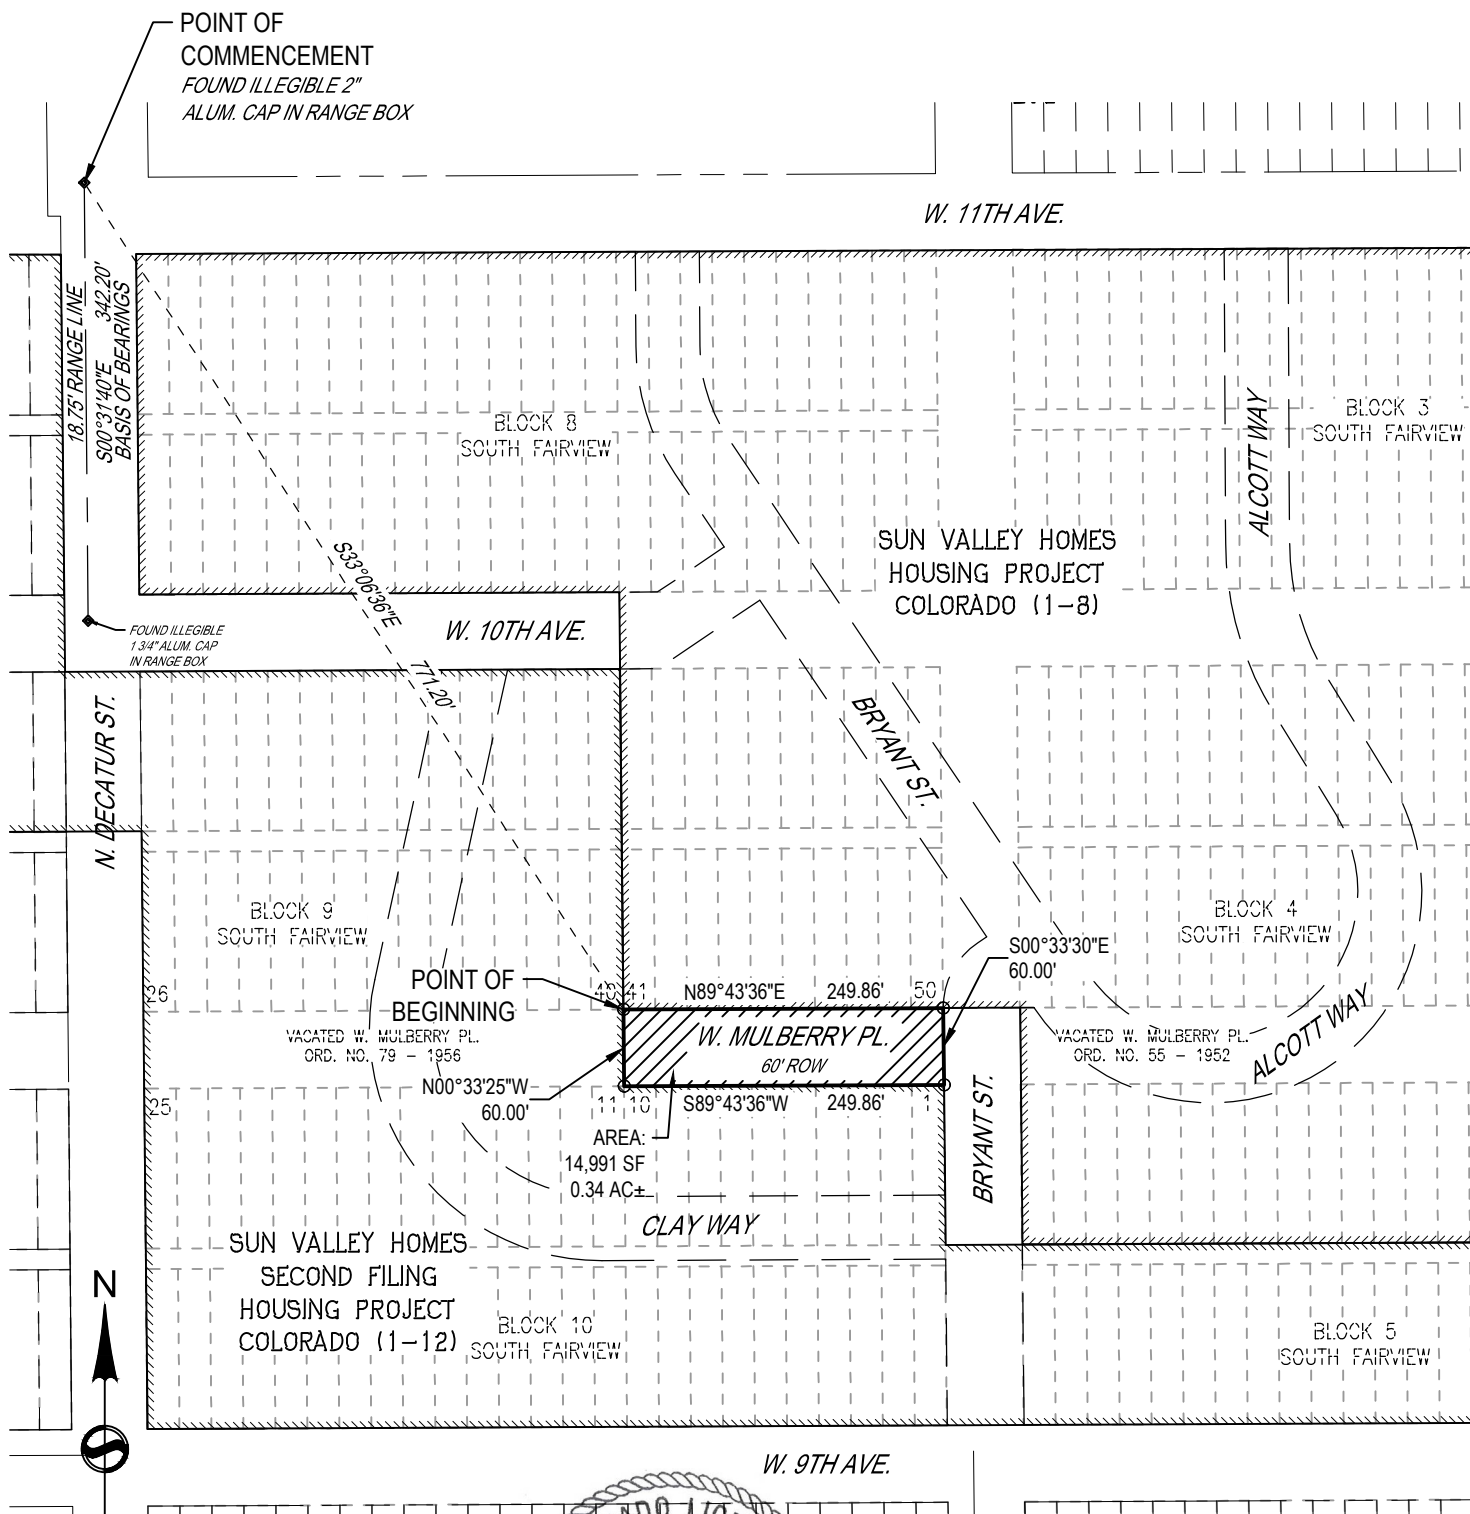 POINT OF
COMMENCEMENT
FOUND ILLEGIBLE 2"
ALUM. CAP IN RANGE BOX
W. 11TH AVE.
18.75' RANGE LINE
S00°31'40"E 342.20'
BASIS OF BEARINGS
BLOCK 8
SOUTH FAIRVIEW
BLOCK 3
SOUTH FAIRVIEW
ALCOTT WAY
SUN VALLEY HOMES
HOUSING PROJECT
COLORADO (1-8)
S33°06'36"E 771.20'
FOUND ILLEGIBLE
1 3/4" ALUM. CAP
IN RANGE BOX
W. 10TH AVE.
N. DECATUR ST.
BRYANT ST.
BLOCK 9
SOUTH FAIRVIEW
BLOCK 4
SOUTH FAIRVIEW
S00°33'30"E
60.00'
POINT OF
BEGINNING
26
40 41
N89°43'36"E 249.86'
50
VACATED W. MULBERRY PL.
ORD. NO. 79 - 1956
W. MULBERRY PL.
60' ROW
VACATED W. MULBERRY PL.
ORD. NO. 55 - 1952
ALCOTT WAY
N00°33'25"W
60.00'
25
11 10
S89°43'36"W 249.86'
1
BRYANT ST.
AREA:
14,991 SF
0.34 AC±
CLAY WAY
SUN VALLEY HOMES
SECOND FILING
HOUSING PROJECT
COLORADO (1-12)
N
BLOCK 10
SOUTH FAIRVIEW
BLOCK 5
SOUTH FAIRVIEW
W. 9TH AVE.